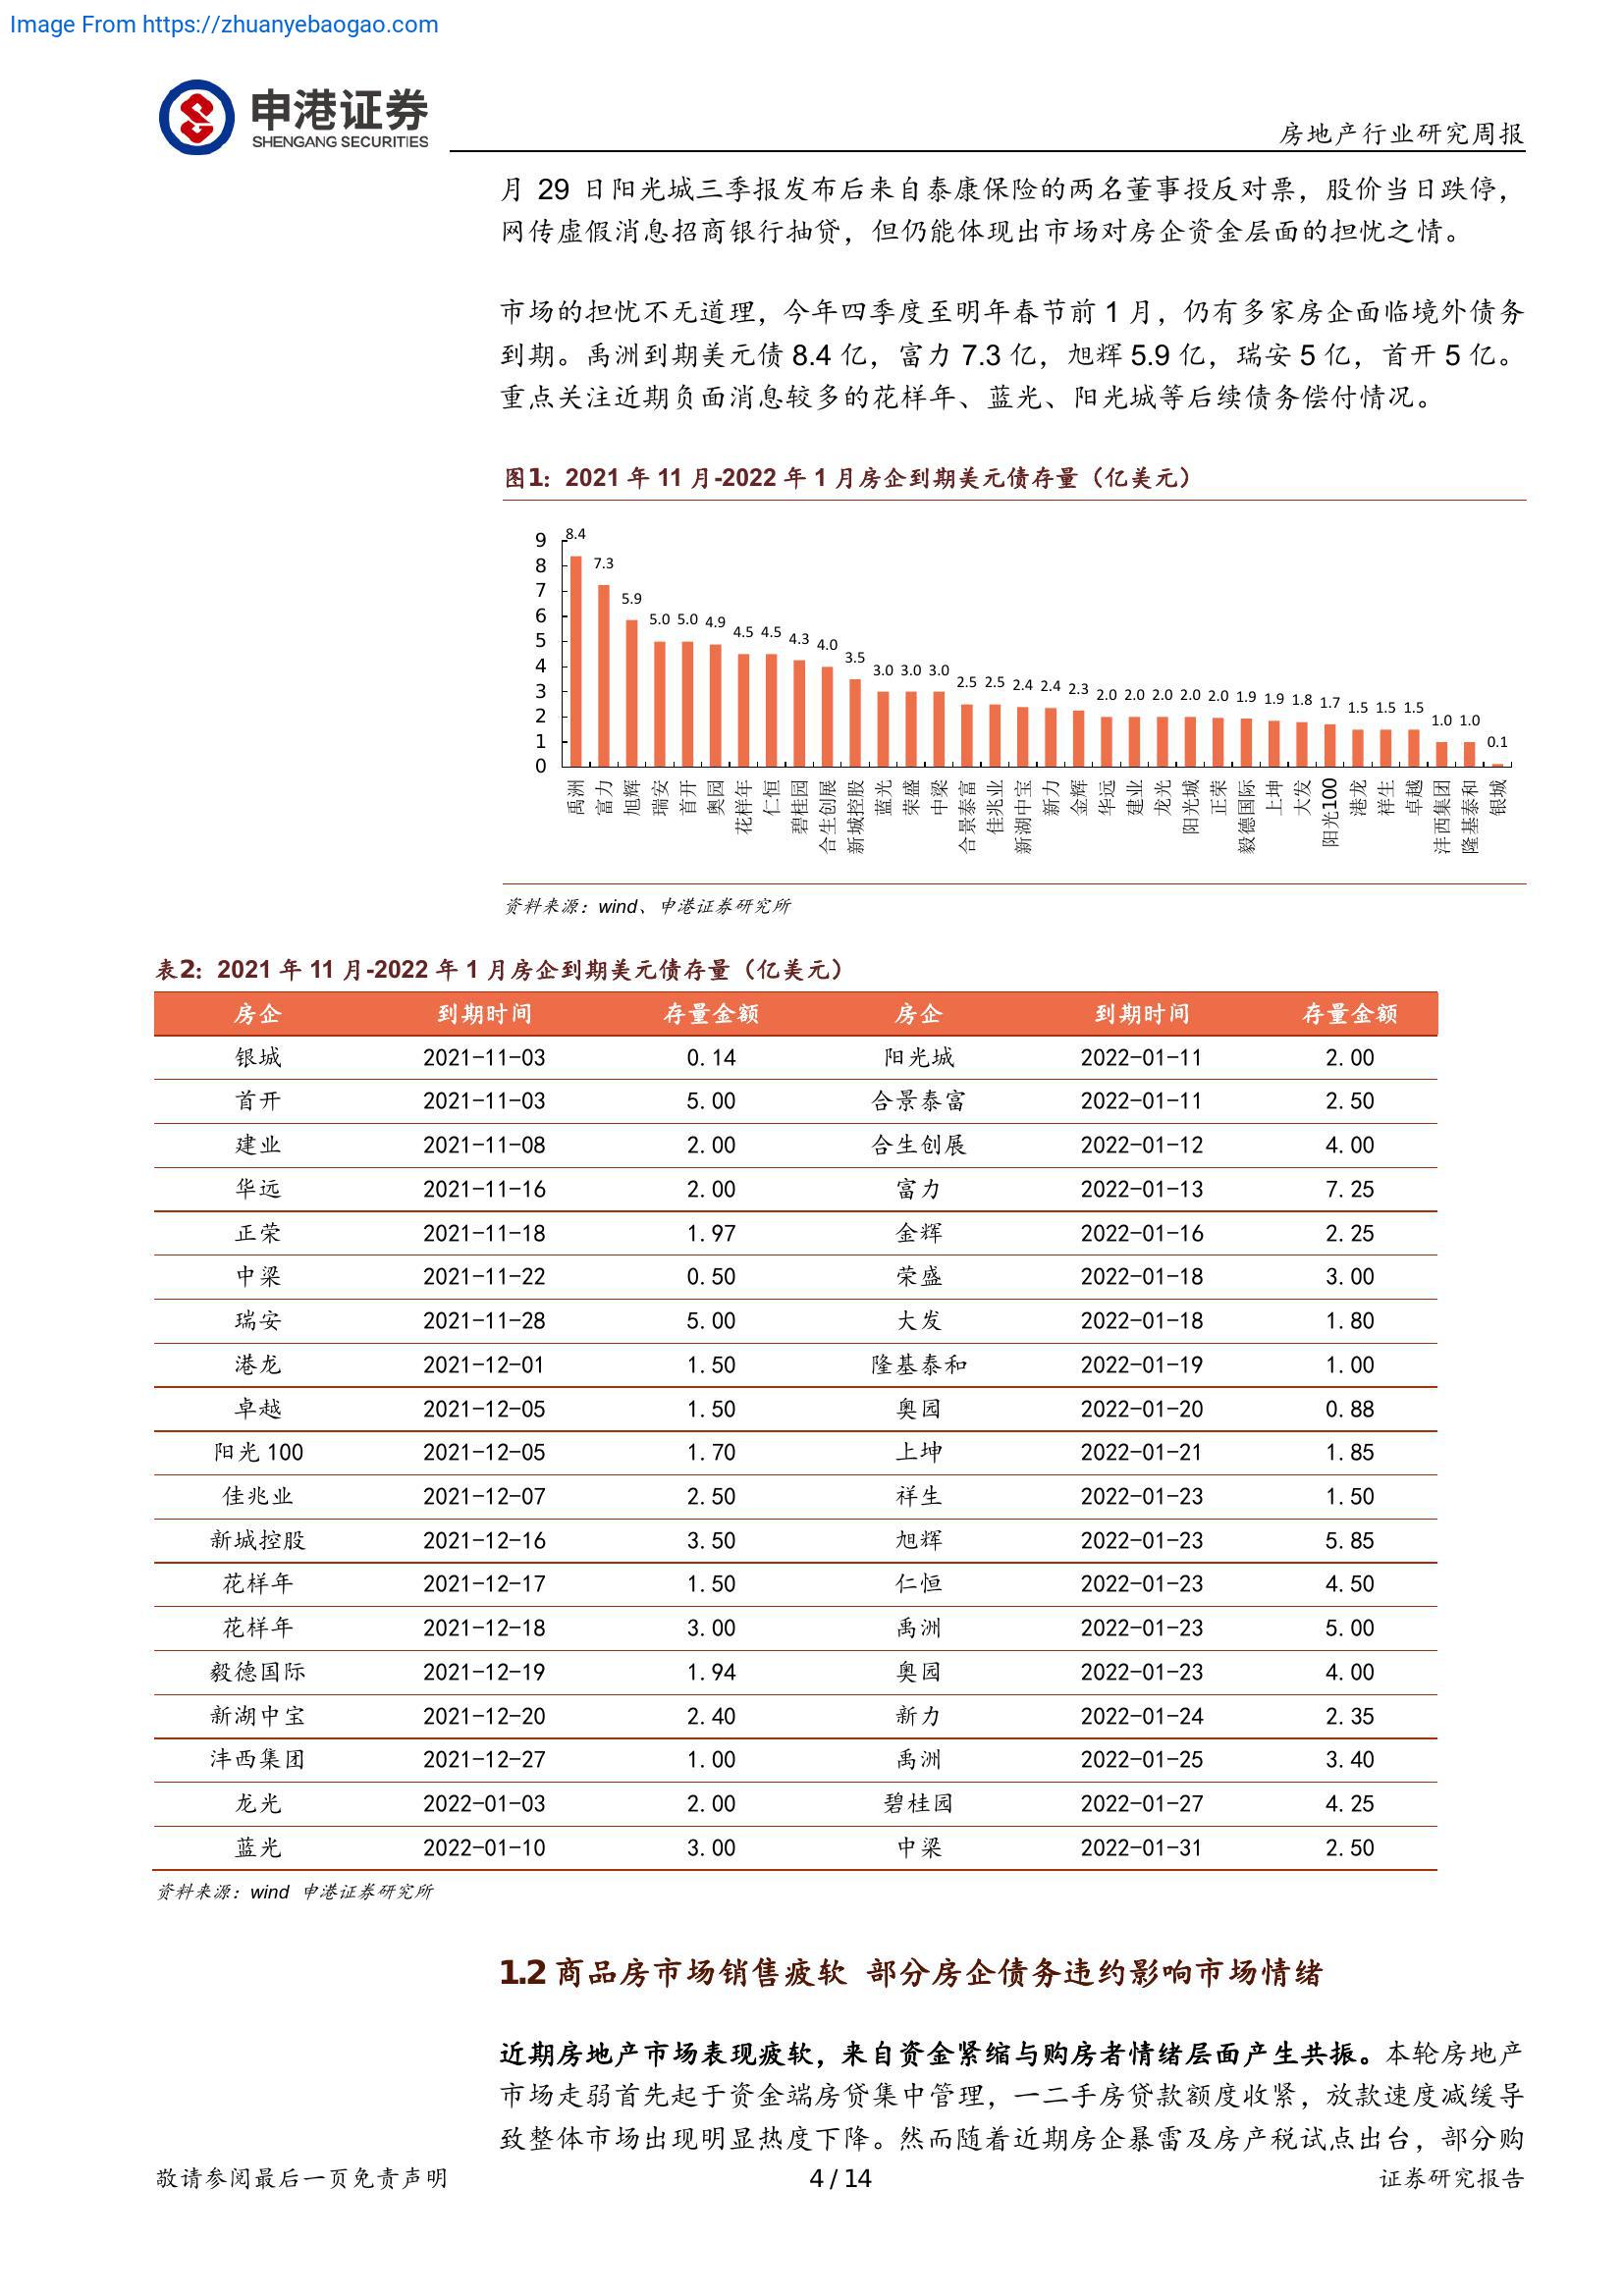 Image From https://zhuanyebaogao.com
申港证券
SHENGANG SECURITIES
房地产行业研究周报
月 29 日阳光城三季报发布后来自泰康保险的两名董事投反对票，股价当日跌停，
网传虚假消息招商银行抽贷，但仍能体现出市场对房企资金层面的担忧之情。
市场的担忧不无道理，今年四季度至明年春节前 1 月，仍有多家房企面临境外债务
到期。禹洲到期美元债 8.4 亿，富力 7.3 亿，旭辉 5.9 亿，瑞安 5 亿，首开 5 亿。
重点关注近期负面消息较多的花样年、蓝光、阳光城等后续债务偿付情况。
图1：2021 年 11 月-2022 年 1 月房企到期美元债存量（亿美元）
9
8
7
6
5
4
3
2
1
0
8.4 7.3 5.9 5.0 5.0 4.9 4.5 4.5 4.3 4.0 3.5 3.0 3.0 3.0 2.5 2.5 2.4 2.4 2.3 2.0 2.0 2.0 2.0 2.0 1.9 1.9 1.8 1.7 1.5 1.5 1.5 1.0 1.0 0.1
禹洲 富力 旭辉 瑞安 首开 奥园 花样年 仁恒 碧桂园 合生创展 新城控股 蓝光 荣盛 中梁 合景泰富 佳兆业 新湖中宝 新力 金辉 华远 建业 龙光 阳光城 正荣 毅德国际 上坤 大发 阳光100 港龙 祥生 卓越 沣西集团 隆基泰和 银城
资料来源：wind、申港证券研究所
表2：2021 年 11 月-2022 年 1 月房企到期美元债存量（亿美元）
房企 到期时间 存量金额 房企 到期时间 存量金额
银城 2021-11-03 0.14 阳光城 2022-01-11 2.00
首开 2021-11-03 5.00 合景泰富 2022-01-11 2.50
建业 2021-11-08 2.00 合生创展 2022-01-12 4.00
华远 2021-11-16 2.00 富力 2022-01-13 7.25
正荣 2021-11-18 1.97 金辉 2022-01-16 2.25
中梁 2021-11-22 0.50 荣盛 2022-01-18 3.00
瑞安 2021-11-28 5.00 大发 2022-01-18 1.80
港龙 2021-12-01 1.50 隆基泰和 2022-01-19 1.00
卓越 2021-12-05 1.50 奥园 2022-01-20 0.88
阳光 100 2021-12-05 1.70 上坤 2022-01-21 1.85
佳兆业 2021-12-07 2.50 祥生 2022-01-23 1.50
新城控股 2021-12-16 3.50 旭辉 2022-01-23 5.85
花样年 2021-12-17 1.50 仁恒 2022-01-23 4.50
花样年 2021-12-18 3.00 禹洲 2022-01-23 5.00
毅德国际 2021-12-19 1.94 奥园 2022-01-23 4.00
新湖中宝 2021-12-20 2.40 新力 2022-01-24 2.35
沣西集团 2021-12-27 1.00 禹洲 2022-01-25 3.40
龙光 2022-01-03 2.00 碧桂园 2022-01-27 4.25
蓝光 2022-01-10 3.00 中梁 2022-01-31 2.50
资料来源：wind 申港证券研究所
1.2 商品房市场销售疲软 部分房企债务违约影响市场情绪
近期房地产市场表现疲软，来自资金紧缩与购房者情绪层面产生共振。本轮房地产
市场走弱首先起于资金端房贷集中管理，一二手房贷款额度收紧，放款速度减缓导
致整体市场出现明显热度下降。然而随着近期房企暴雷及房产税试点出台，部分购
敬请参阅最后一页免责声明
4 / 14
证券研究报告